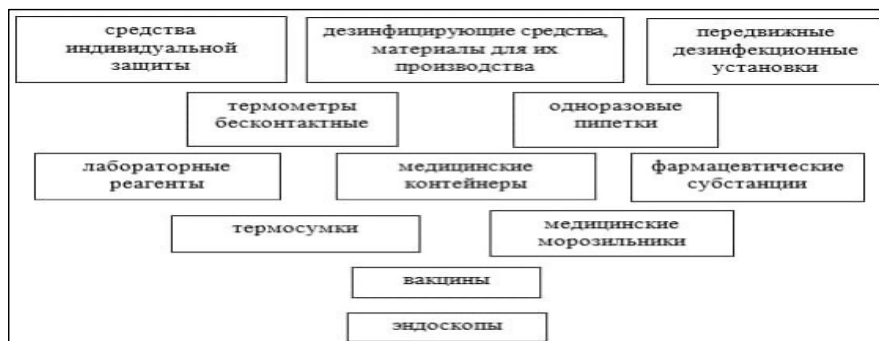 средства
индивидуальной
защиты
дезинфицирующие средства,
материалы для их
производства
передвижные
дезинфекционные
установки
термометры
бесконтактные
одноразовые
пипетки
лабораторные
реагенты
медицинские
контейнеры
фармацевтические
субстанции
термосумки
медицинские
морозильники
вакцины
эндоскопы